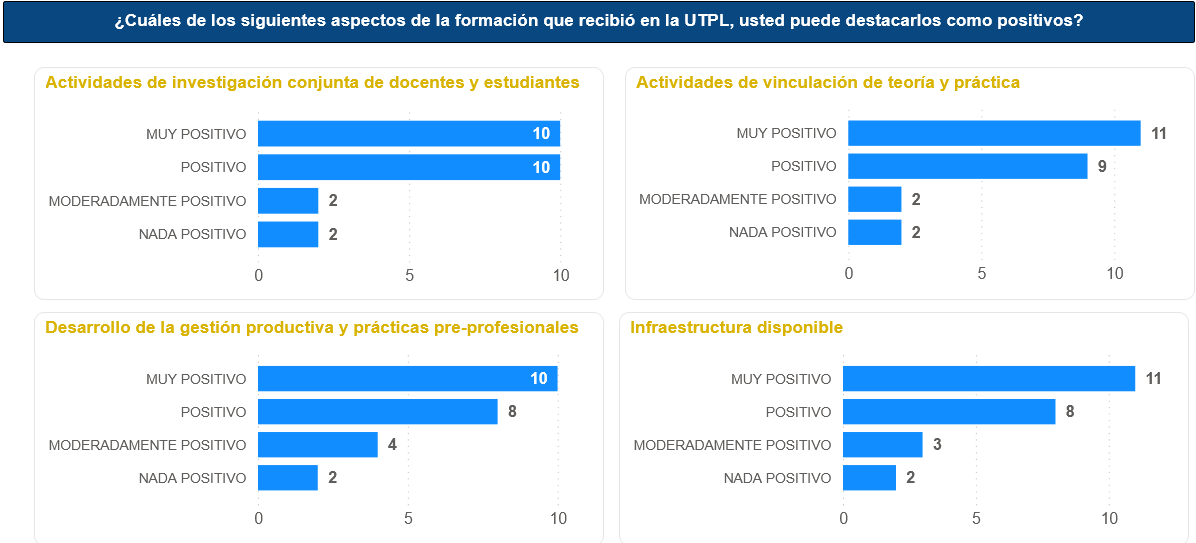 ¿Cuáles de los siguientes aspectos de la formación que recibió en la UTPL, usted puede destacarlos como positivos?
Actividades de investigación conjunta de docentes y estudiantes
MUY POSITIVO 10
POSITIVO 10
MODERADAMENTE POSITIVO 2
NADA POSITIVO 2
0 5 10
Actividades de vinculación de teoría y práctica
MUY POSITIVO 11
POSITIVO 9
MODERADAMENTE POSITIVO 2
NADA POSITIVO 2
0 5 10
Desarrollo de la gestión productiva y prácticas pre-profesionales
MUY POSITIVO 10
POSITIVO 8
MODERADAMENTE POSITIVO 4
NADA POSITIVO 2
0 5 10
Infraestructura disponible
MUY POSITIVO 11
POSITIVO 8
MODERADAMENTE POSITIVO 3
NADA POSITIVO 2
0 5 10